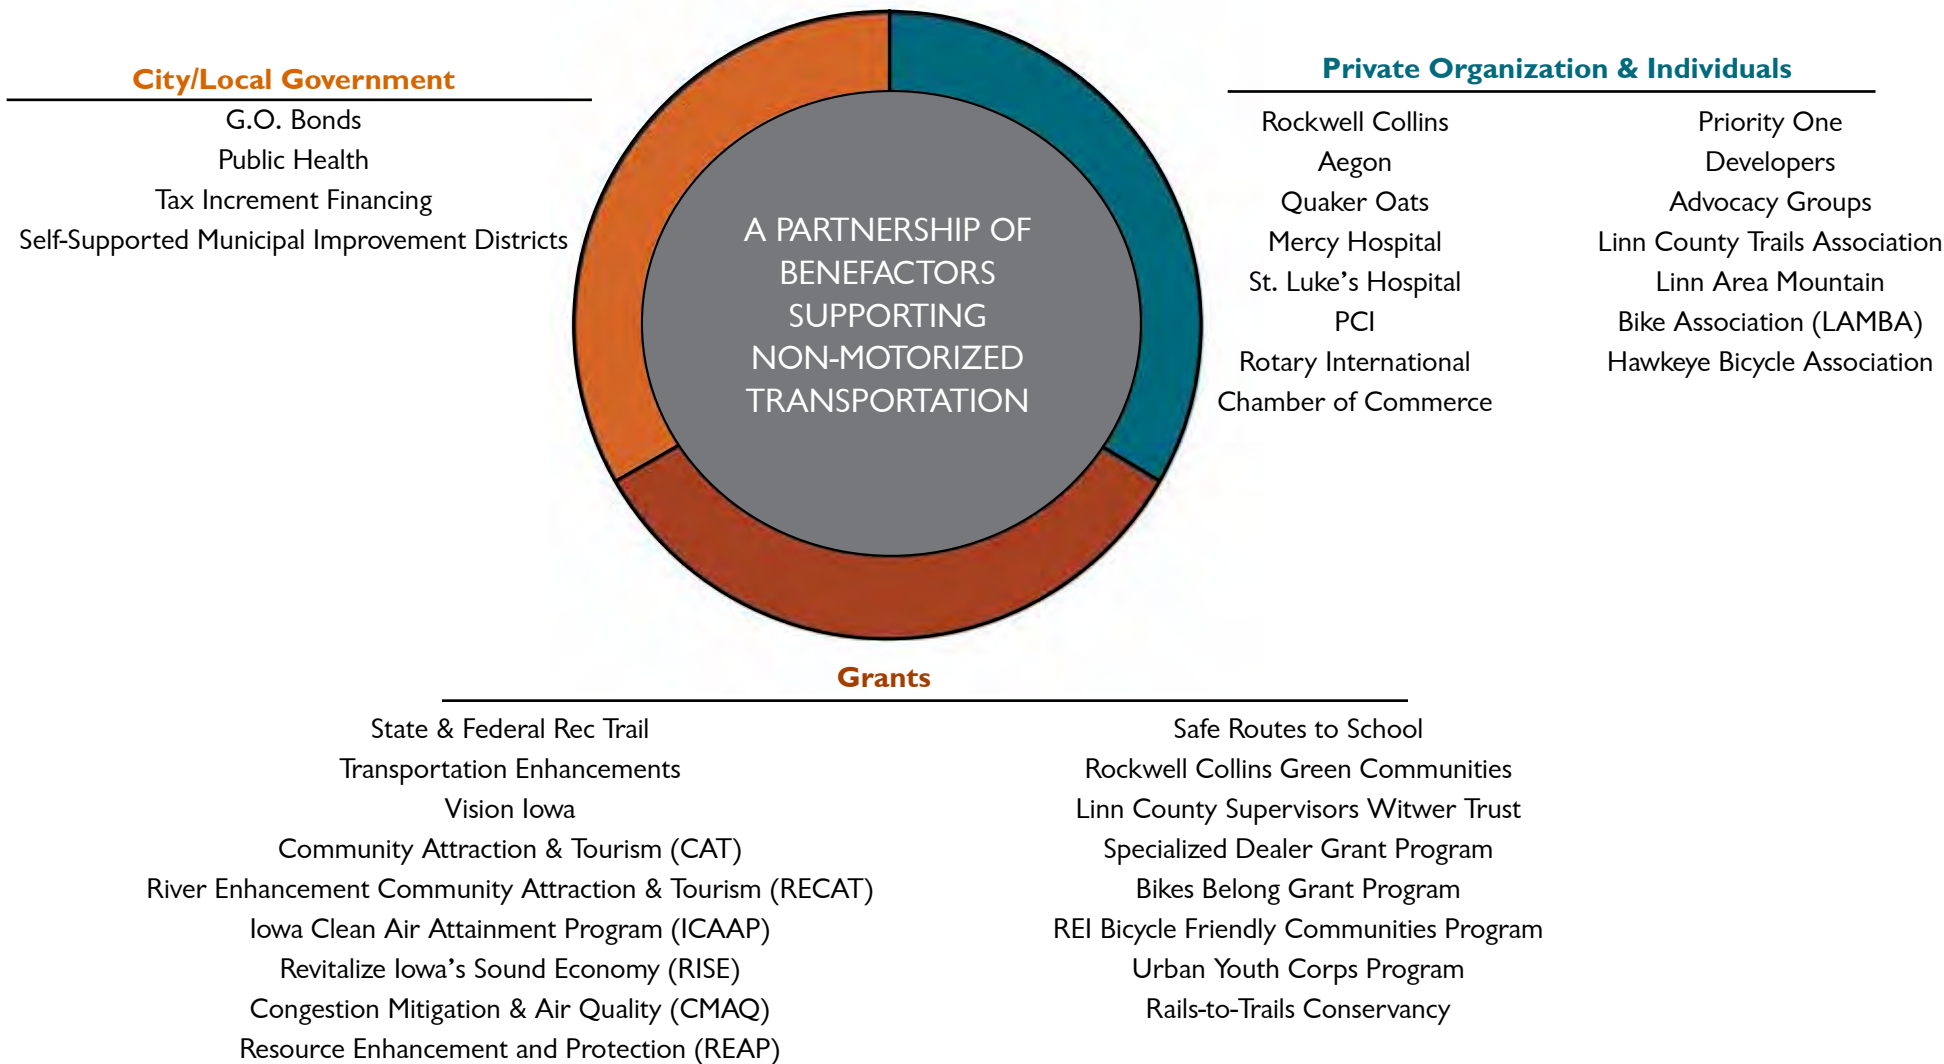 City/Local Government
G.O. Bonds
Public Health
Tax Increment Financing
Self-Supported Municipal Improvement Districts
A PARTNERSHIP OF
BENEFACTORS
SUPPORTING
NON-MOTORIZED
TRANSPORTATION
Private Organization & Individuals
Rockwell Collins
Aegon
Quaker Oats
Mercy Hospital
St. Luke's Hospital
PCI
Rotary International
Chamber of Commerce
Priority One
Developers
Advocacy Groups
Linn County Trails Association
Linn Area Mountain
Bike Association (LAMBA)
Hawkeye Bicycle Association
Grants
State & Federal Rec Trail
Transportation Enhancements
Vision Iowa
Community Attraction & Tourism (CAT)
River Enhancement Community Attraction & Tourism (RECAT)
Iowa Clean Air Attainment Program (ICAAP)
Revitalize Iowa's Sound Economy (RISE)
Congestion Mitigation & Air Quality (CMAQ)
Resource Enhancement and Protection (REAP)
Safe Routes to School
Rockwell Collins Green Communities
Linn County Supervisors Witwer Trust
Specialized Dealer Grant Program
Bikes Belong Grant Program
REI Bicycle Friendly Communities Program
Urban Youth Corps Program
Rails-to-Trails Conservancy